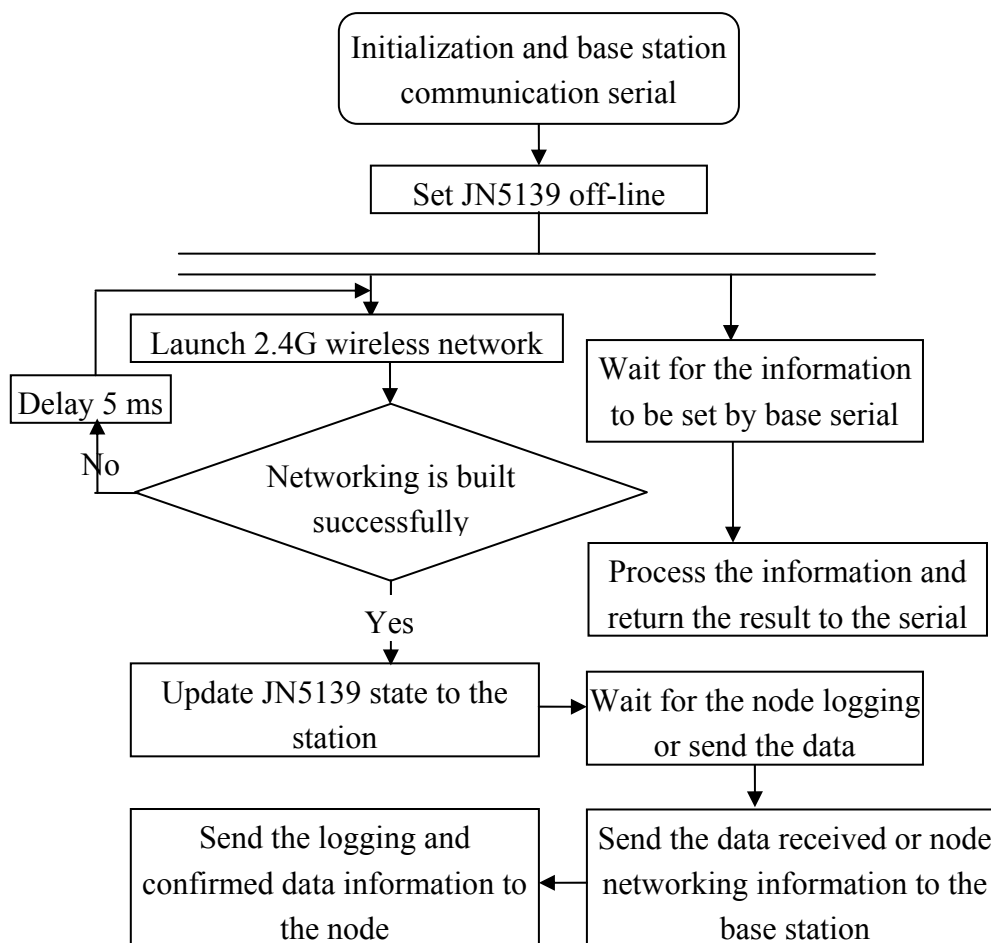 Initialization and base station
communication serial
Set JN5139 off-line
Launch 2.4G wireless network
Delay 5 ms
No
Networking is built
successfully
Yes
Wait for the information
to be set by base serial
Process the information and
return the result to the serial
Update JN5139 state to the
station
Wait for the node logging
or send the data
Send the data received or node
networking information to the
base station
Send the logging and
confirmed data information to
the node